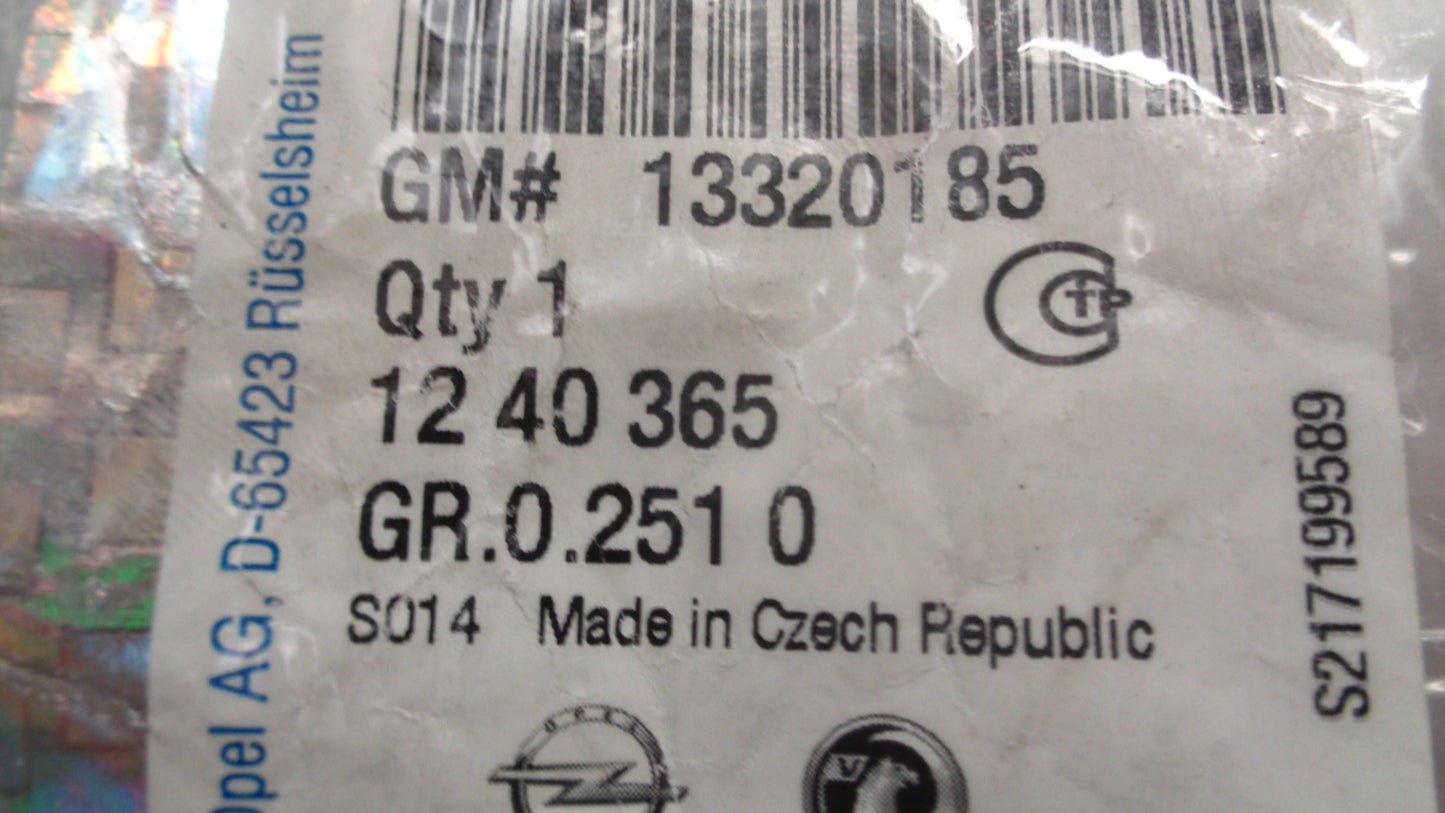 GM# 13320185
Qty 1
12 40 365
GR.0.251 0
S014 Made in Czech Republic
S217199589
Opel AG, D-65423 Rüsselsheim
OPEL
V